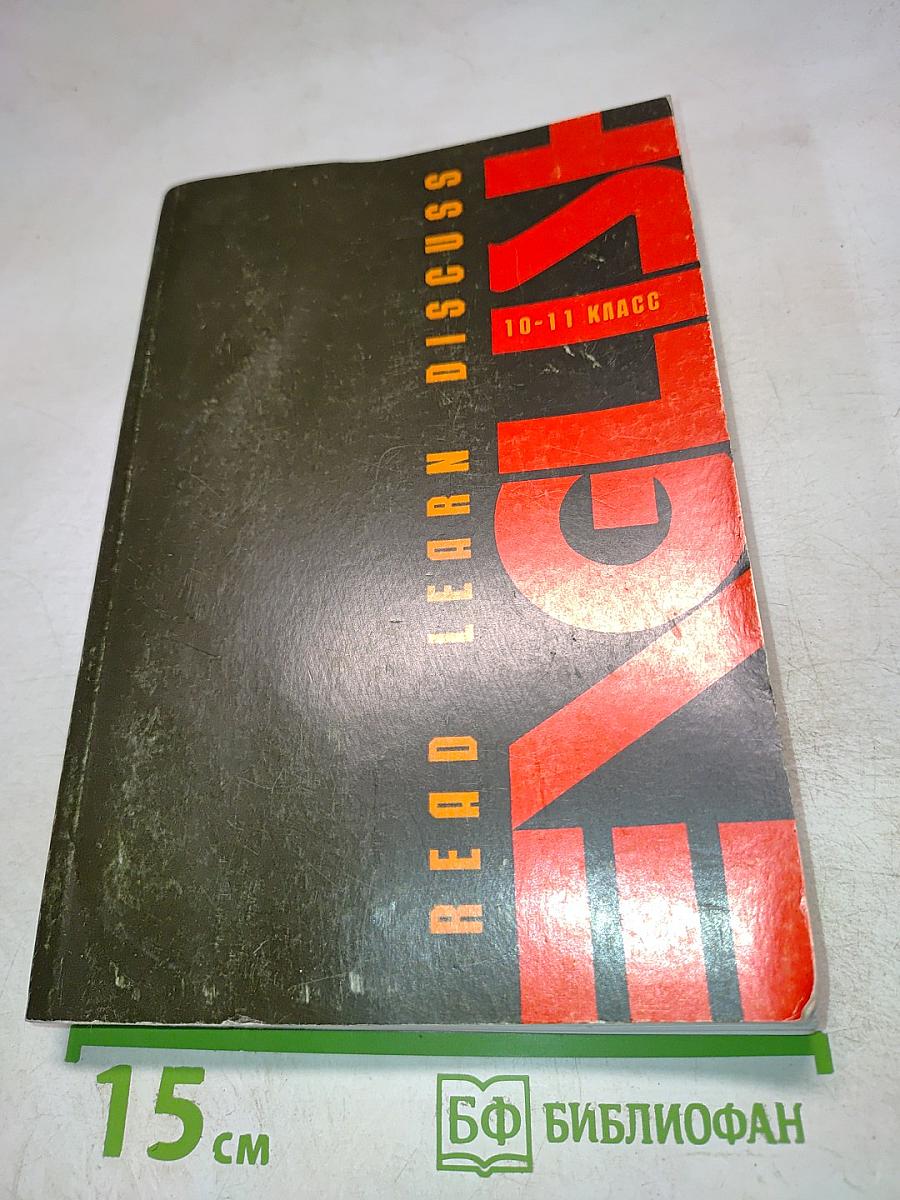 READ LEARN DISCUSS
ENGLISH
10-11 КЛАСС
15 см
БФ БИБЛИОФАН